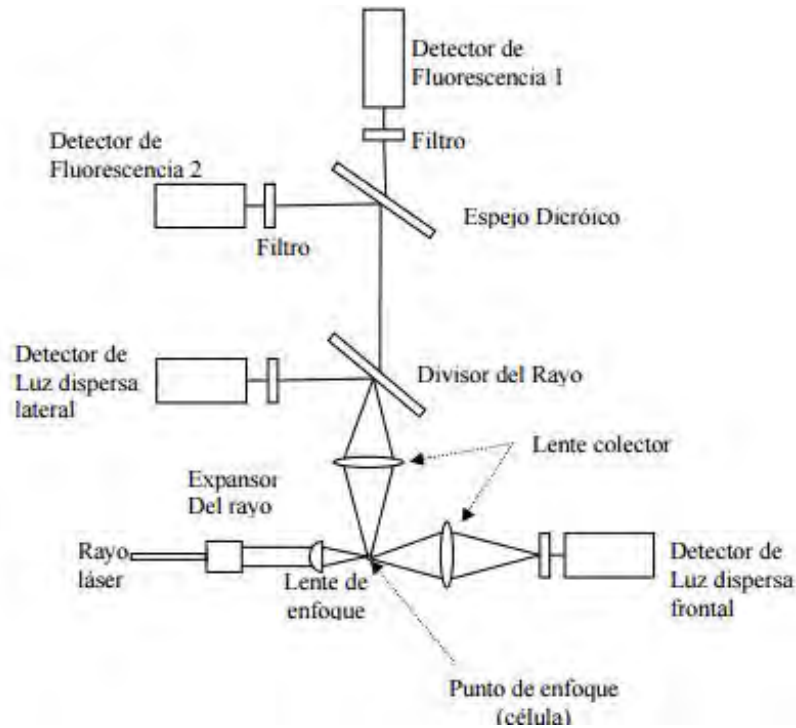 Detector de
Fluorescencia 1
Filtro
Detector de
Fluorescencia 2
Filtro
Espejo Dicróico
Detector de
Luz dispersa
lateral
Divisor del Rayo
Lente colector
Expansor
Del rayo
Rayo
láser
Lente de
enfoque
Detector de
Luz dispersa
frontal
Punto de enfoque
(célula)